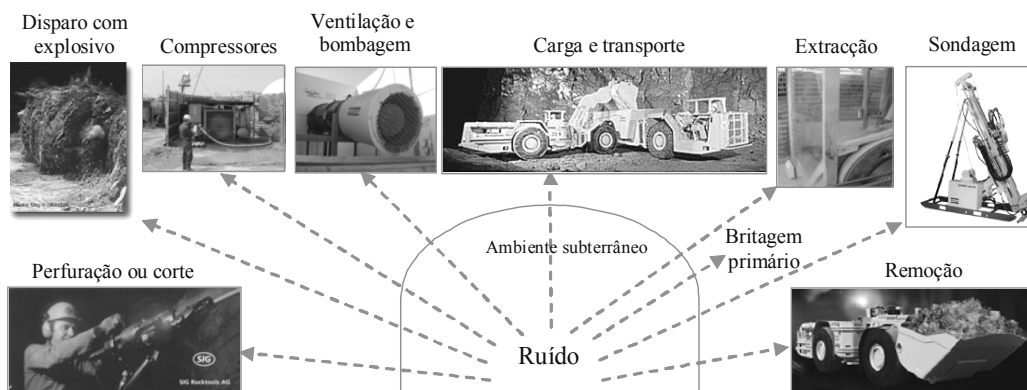 Disparo com
explosivo
Compressores
Ventilação e
bombagem
Carga e transporte
Extracção
Sondagem
Ambiente subterrâneo
Britagem
primário
Perfuração ou corte
Remoção
Ruído
SIG
SIG Rocktools AG